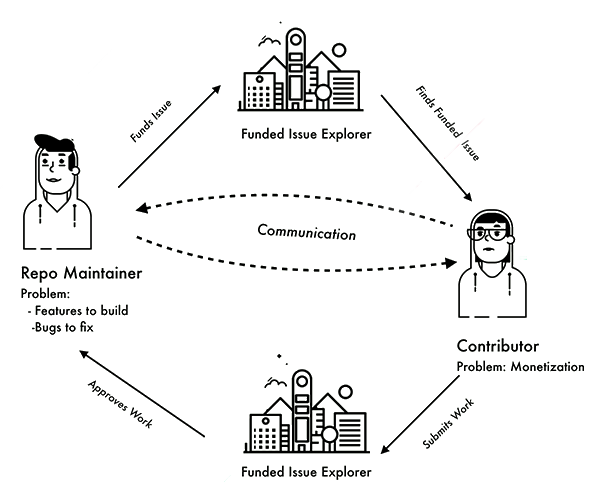 Funds Issue
Funded Issue Explorer
Finds Funded Issue
Communication
Repo Maintainer
Problem:
- Features to build
-Bugs to fix
Contributor
Problem: Monetization
Approves Work
Submits Work
Funded Issue Explorer